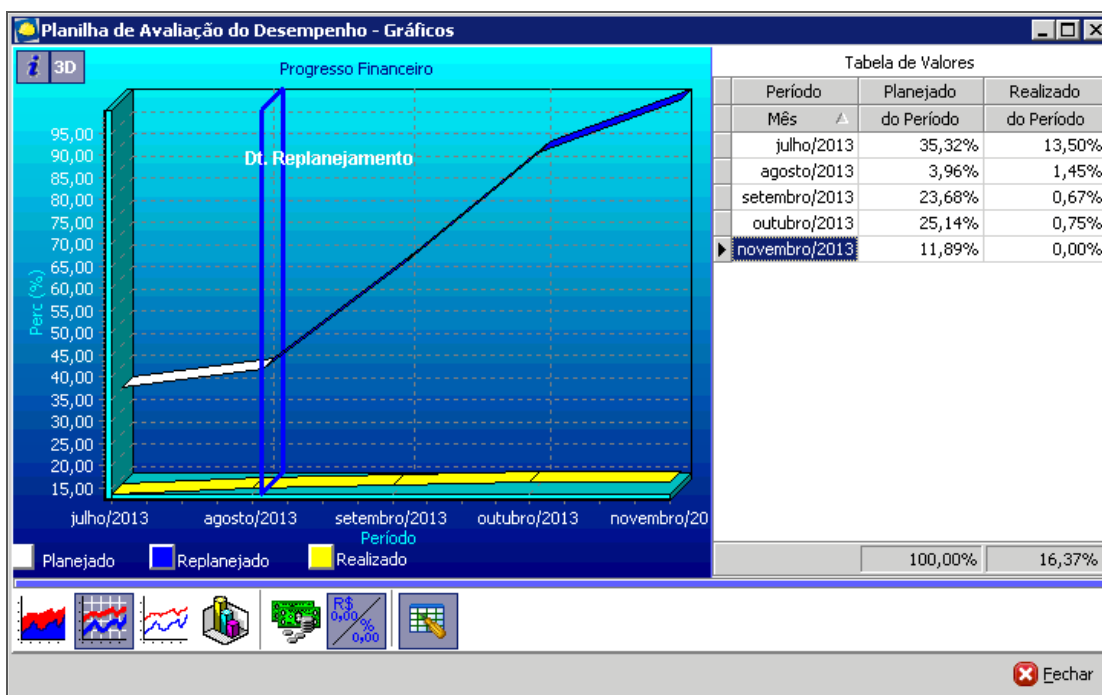 Planilha de Avaliação do Desempenho - Gráficos
i 3D
Progresso Financeiro
Dt. Replanejamento
Perc (%)
95,00
90,00
85,00
80,00
75,00
70,00
65,00
60,00
55,00
50,00
45,00
40,00
35,00
30,00
25,00
20,00
15,00
julho/2013 agosto/2013 setembro/2013 outubro/2013 novembro/20
Período
Planejado Replanejado Realizado
Tabela de Valores
Período Planejado Realizado
Mês do Período do Período
julho/2013 35,32% 13,50%
agosto/2013 3,96% 1,45%
setembro/2013 23,68% 0,67%
outubro/2013 25,14% 0,75%
novembro/2013 11,89% 0,00%
100,00% 16,37%
R$
0,00
%
0,00
Fechar